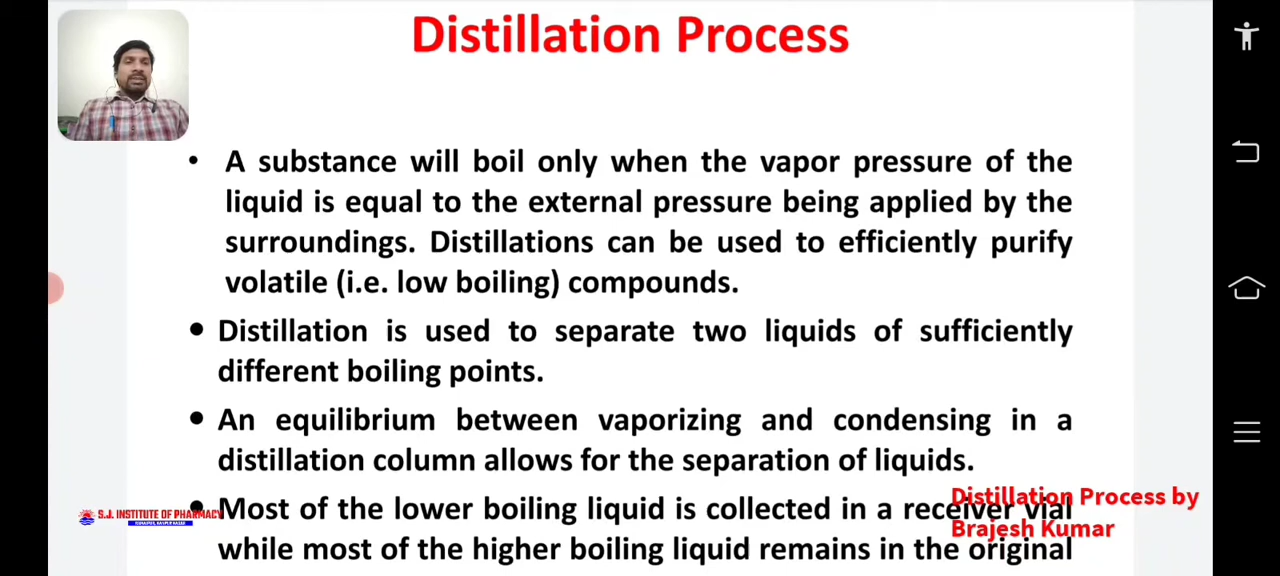 Distillation Process
• A substance will boil only when the vapor pressure of the
liquid is equal to the external pressure being applied by the
surroundings. Distillations can be used to efficiently purify
volatile (i.e. low boiling) compounds.
• Distillation is used to separate two liquids of sufficiently
different boiling points.
• An equilibrium between vaporizing and condensing in a
distillation column allows for the separation of liquids.
• Most of the lower boiling liquid is collected in a receiver vial
while most of the higher boiling liquid remains in the original
S.J. INSTITUTE OF PHARMACY
Distillation Process by
Brajesh Kumar